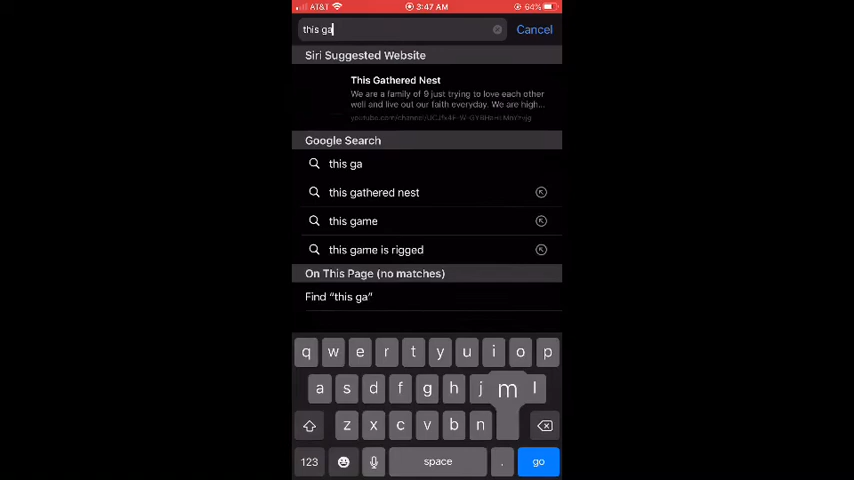 AT&T 3:47 AM 64%
this ga Cancel
Siri Suggested Website
This Gathered Nest
We are a family of 9 just trying to love each other
well and live out our faith everyday. We are high...
Google Search
this ga
this gathered nest
this game
this game is rigged
On This Page (no matches)
Find “this ga”
q w e r t y u i o p
a s d f g h j m l
z x c v b n
123 space . go